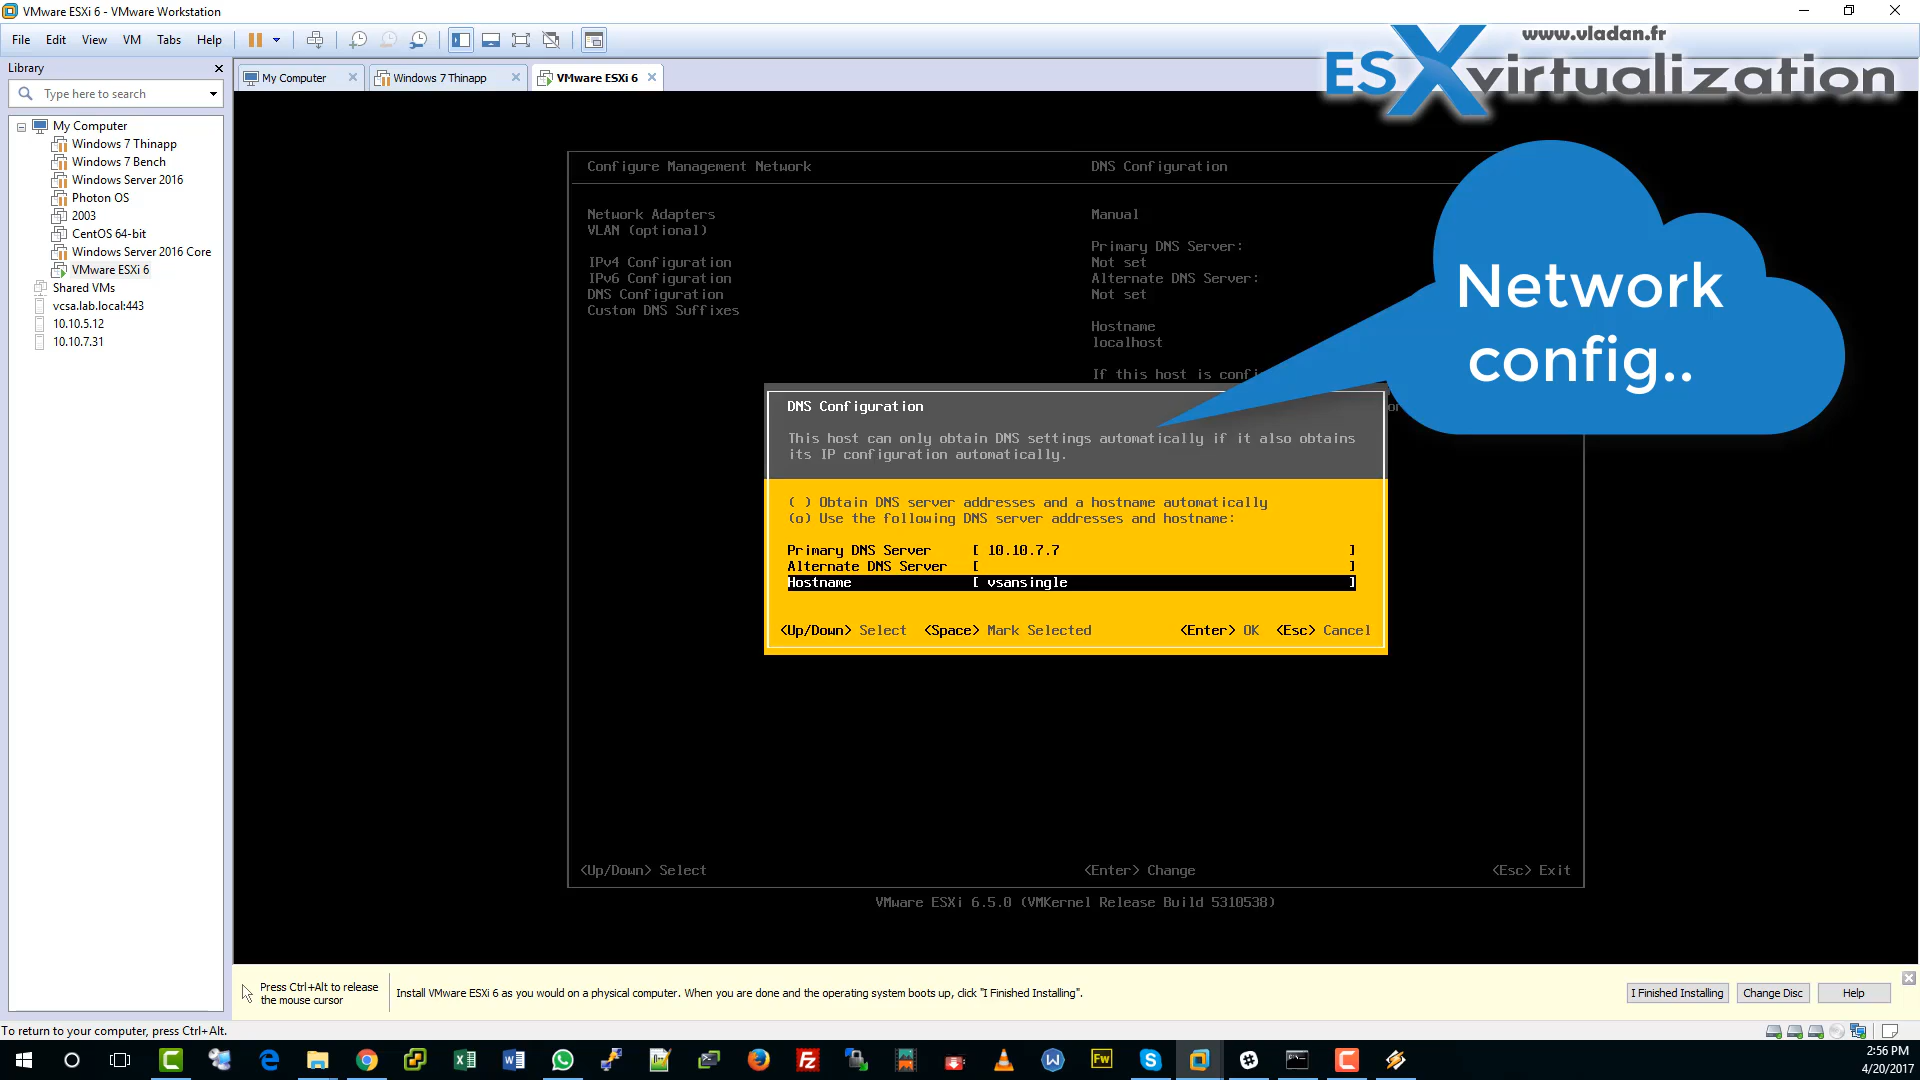 VMware ESXi 6 - VMware Workstation
File Edit View VM Tabs Help
www.vladan.fr
ESXvirtualization
Library
Type here to search
My Computer
Windows 7 Thinapp
VMware ESXi 6
My Computer
Windows 7 Thinapp
Windows 7 Bench
Windows Server 2016
Photon OS
2003
CentOS 64-bit
Windows Server 2016 Core
VMware ESXi 6
Shared VMs
vcsa.lab.local:443
10.10.5.12
10.10.7.31
Configure Management Network
DNS Configuration
Network Adapters
VLAN (optional)
IPv4 Configuration
IPv6 Configuration
DNS Configuration
Custom DNS Suffixes
Manual
Primary DNS Server:
Not set
Alternate DNS Server:
Not set
Hostname
localhost
If this host is
Network
config..
DNS Configuration
This host can only obtain DNS settings automatically if it also obtains
its IP configuration automatically.
( ) Obtain DNS server addresses and a hostname automatically
(o) Use the following DNS server addresses and hostname:
Primary DNS Server [ 10.10.7.7 ]
Alternate DNS Server [ ]
Hostname [ vsansingle ]
<Up/Down> Select <Space> Mark Selected <Enter> OK <Esc> Cancel
<Up/Down> Select <Enter> Change <Esc> Exit
VMware ESXi 6.5.0 (VMKernel Release Build 5310538)
Press Ctrl+Alt to release
the mouse cursor
Install VMware ESXi 6 as you would on a physical computer. When you are done and the operating system boots up, click "I Finished Installing".
I Finished Installing Change Disc Help
To return to your computer, press Ctrl+Alt.
2:56 PM
4/20/2017